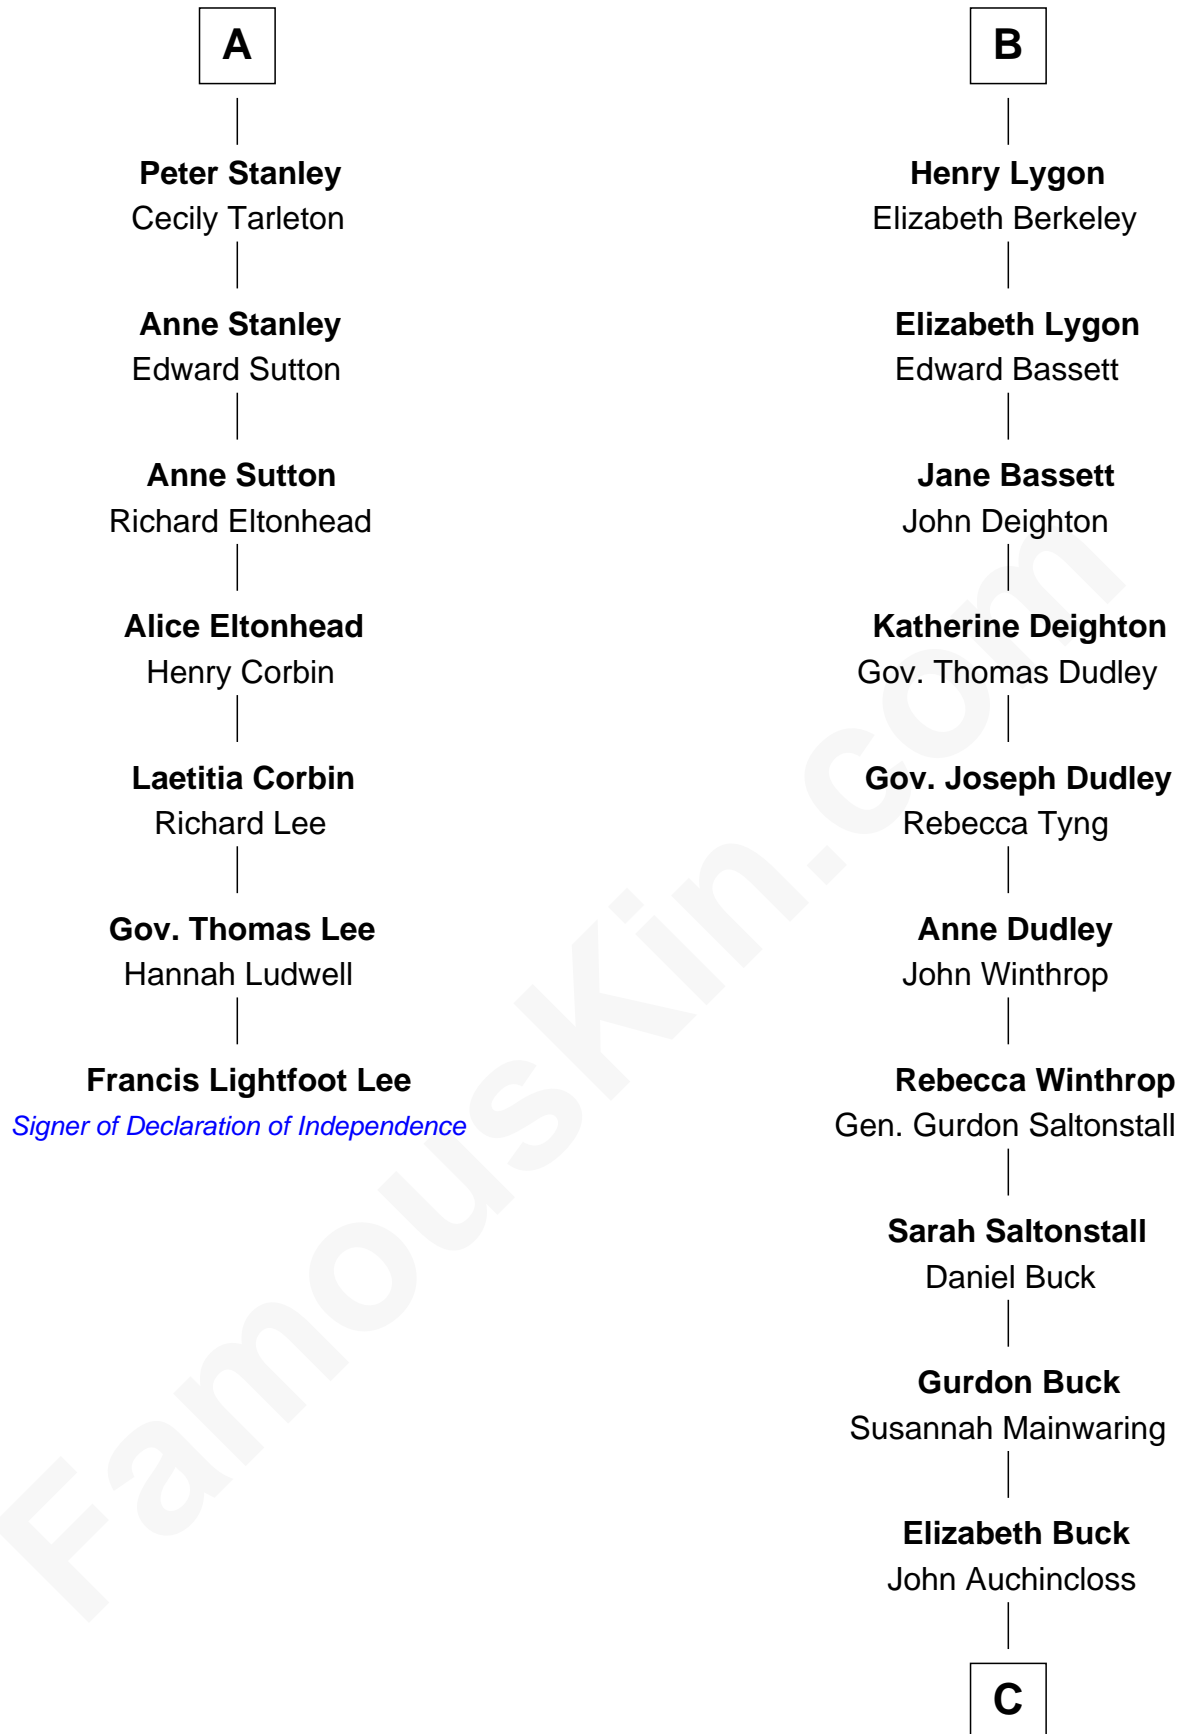 A
Peter Stanley
Cecily Tarleton
Anne Stanley
Edward Sutton
Anne Sutton
Richard Eltonhead
Alice Eltonhead
Henry Corbin
Laetitia Corbin
Richard Lee
Gov. Thomas Lee
Hannah Ludwell
Francis Lightfoot Lee
Signer of Declaration of Independence
B
Henry Lygon
Elizabeth Berkeley
Elizabeth Lygon
Edward Bassett
Jane Bassett
John Deighton
Katherine Deighton
Gov. Thomas Dudley
Gov. Joseph Dudley
Rebecca Tyng
Anne Dudley
John Winthrop
Rebecca Winthrop
Gen. Gurdon Saltonstall
Sarah Saltonstall
Daniel Buck
Gurdon Buck
Susannah Mainwaring
Elizabeth Buck
John Auchincloss
C
FamousKin.com